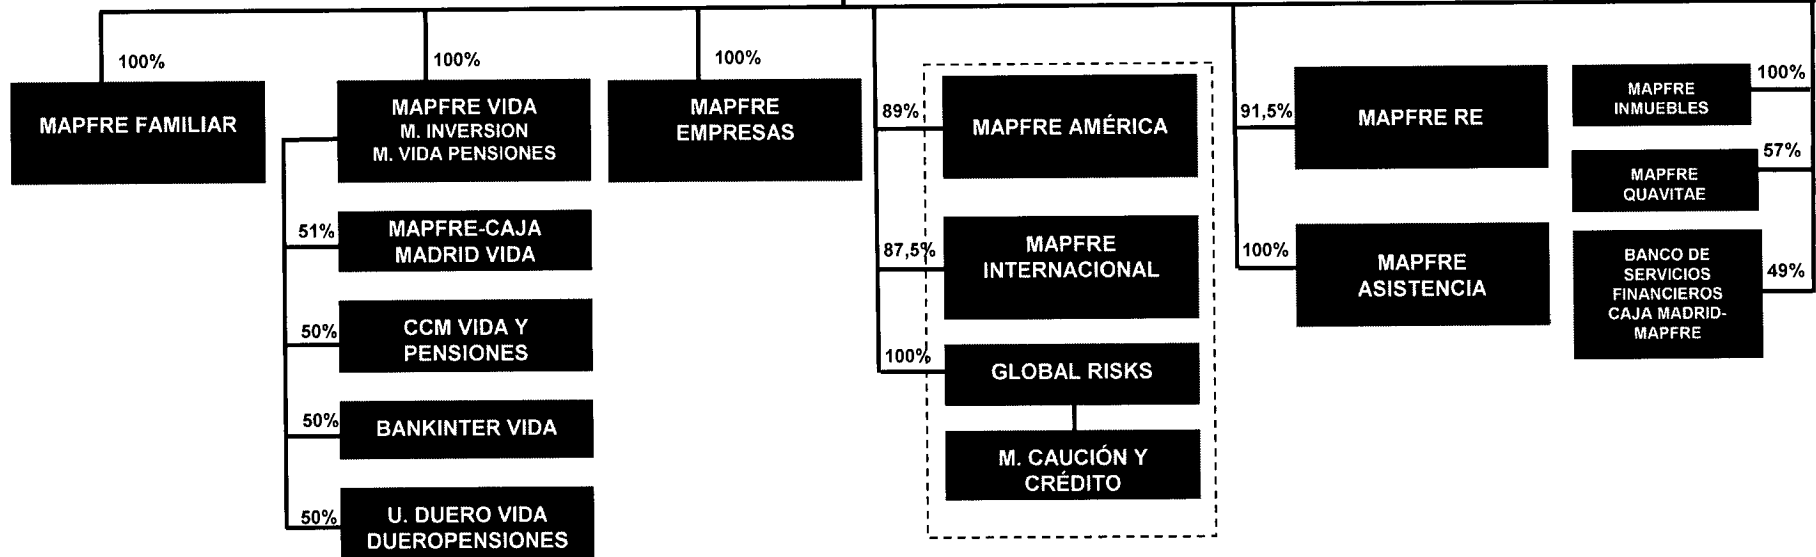 100%
MAPFRE FAMILIAR
100%
MAPFRE VIDA
M. INVERSION
M. VIDA PENSIONES
51%
MAPFRE-CAJA
MADRID VIDA
50%
CCM VIDA Y
PENSIONES
50%
BANKINTER VIDA
50%
U. DUERO VIDA
DUEROPENSIONES
100%
MAPFRE
EMPRESAS
89%
MAPFRE AMÉRICA
87,5%
MAPFRE
INTERNACIONAL
100%
GLOBAL RISKS
M. CAUCIÓN Y
CRÉDITO
91,5%
MAPFRE RE
100%
MAPFRE
ASISTENCIA
100%
MAPFRE
INMUEBLES
57%
MAPFRE
QUAVITAE
BANCO DE
SERVICIOS
FINANCIEROS
CAJA MADRID-
MAPFRE
49%